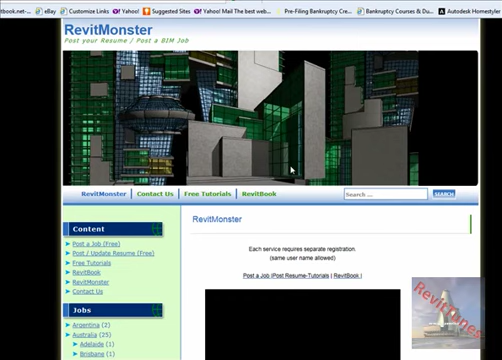 tbook.net-... eBay Customize Links Yahoo! Suggested Sites Yahoo! Mail The best web... Pre-Filing Bankruptcy Cre... Bankruptcy Courses & Du... Autodesk Homestyler
RevitMonster
Post your Resume / Post a BIM Job
RevitMonster Contact Us Free Tutorials RevitBook Search ... SEARCH
Content
Post a Job (Free)
Post / Update Resume (Free)
Free Tutorials
RevitBook
RevitMonster
Contact Us
Jobs
Argentina (2)
Australia (25)
Adelaide (1)
Brisbane (1)
RevitMonster
Each service requires separate registration.
(same user name allowed)
Post a Job |Post Resume-Tutorials | RevitBook |
Revittunes